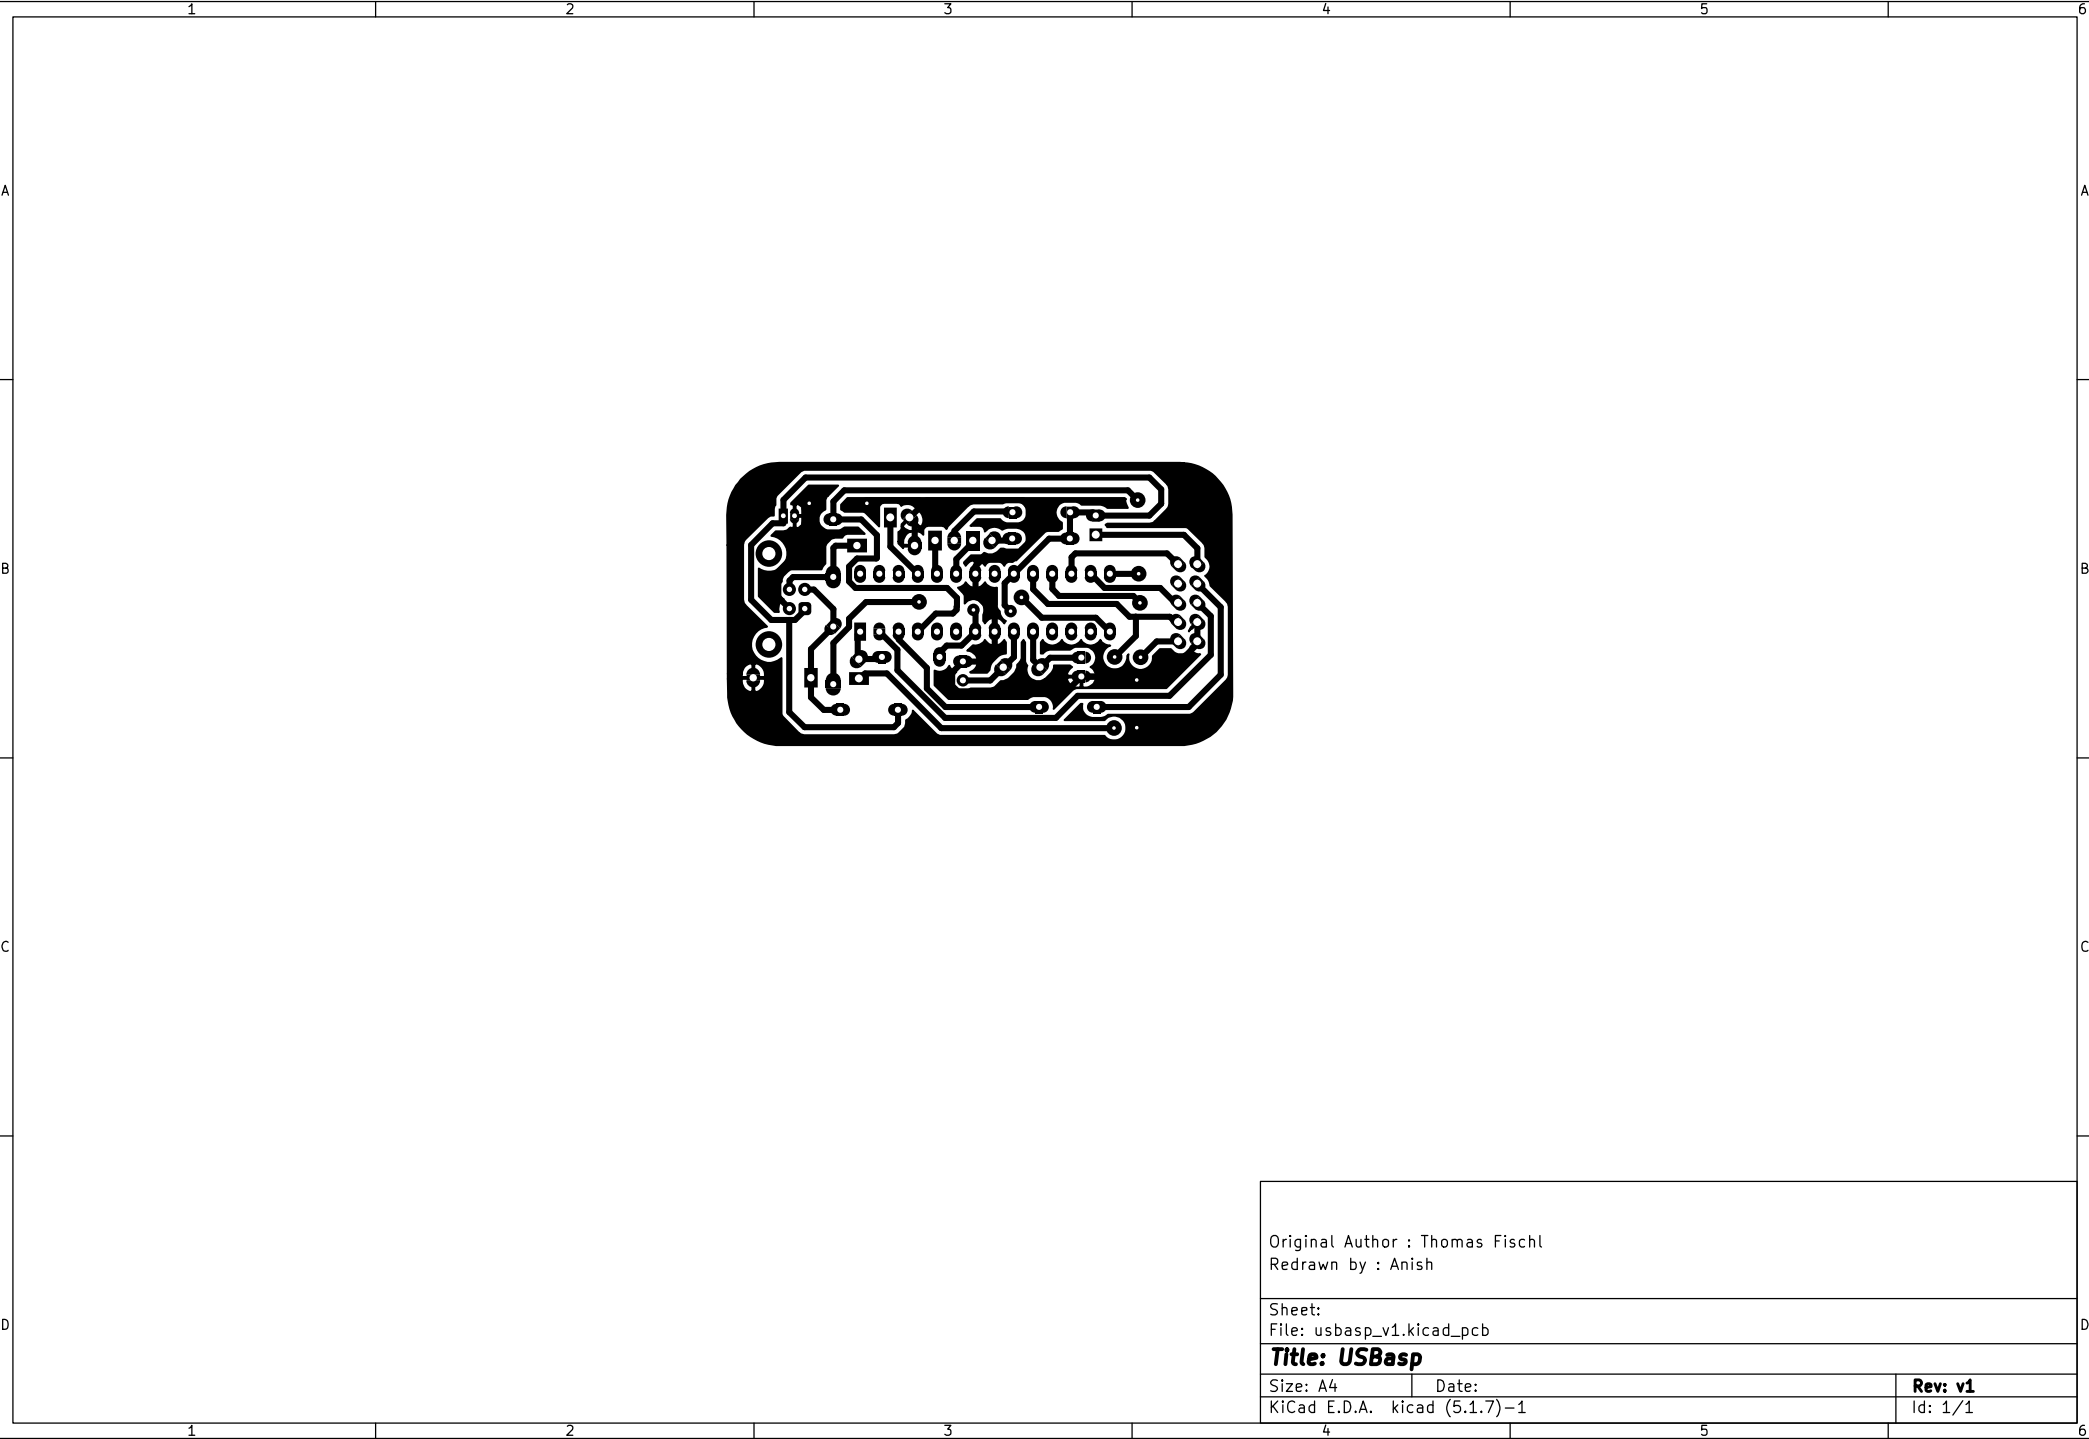 1 2 3 4 5 6
A A
B B
C C
Original Author : Thomas Fischl
Redrawn by : Anish
Sheet:
D D
File: usbasp_v1.kicad_pcb
Title: USBasp
Size: A4 Date: Rev: v1
KiCad E.D.A. kicad (5.1.7)-1 Id: 1/1
1 2 3 4 5 6